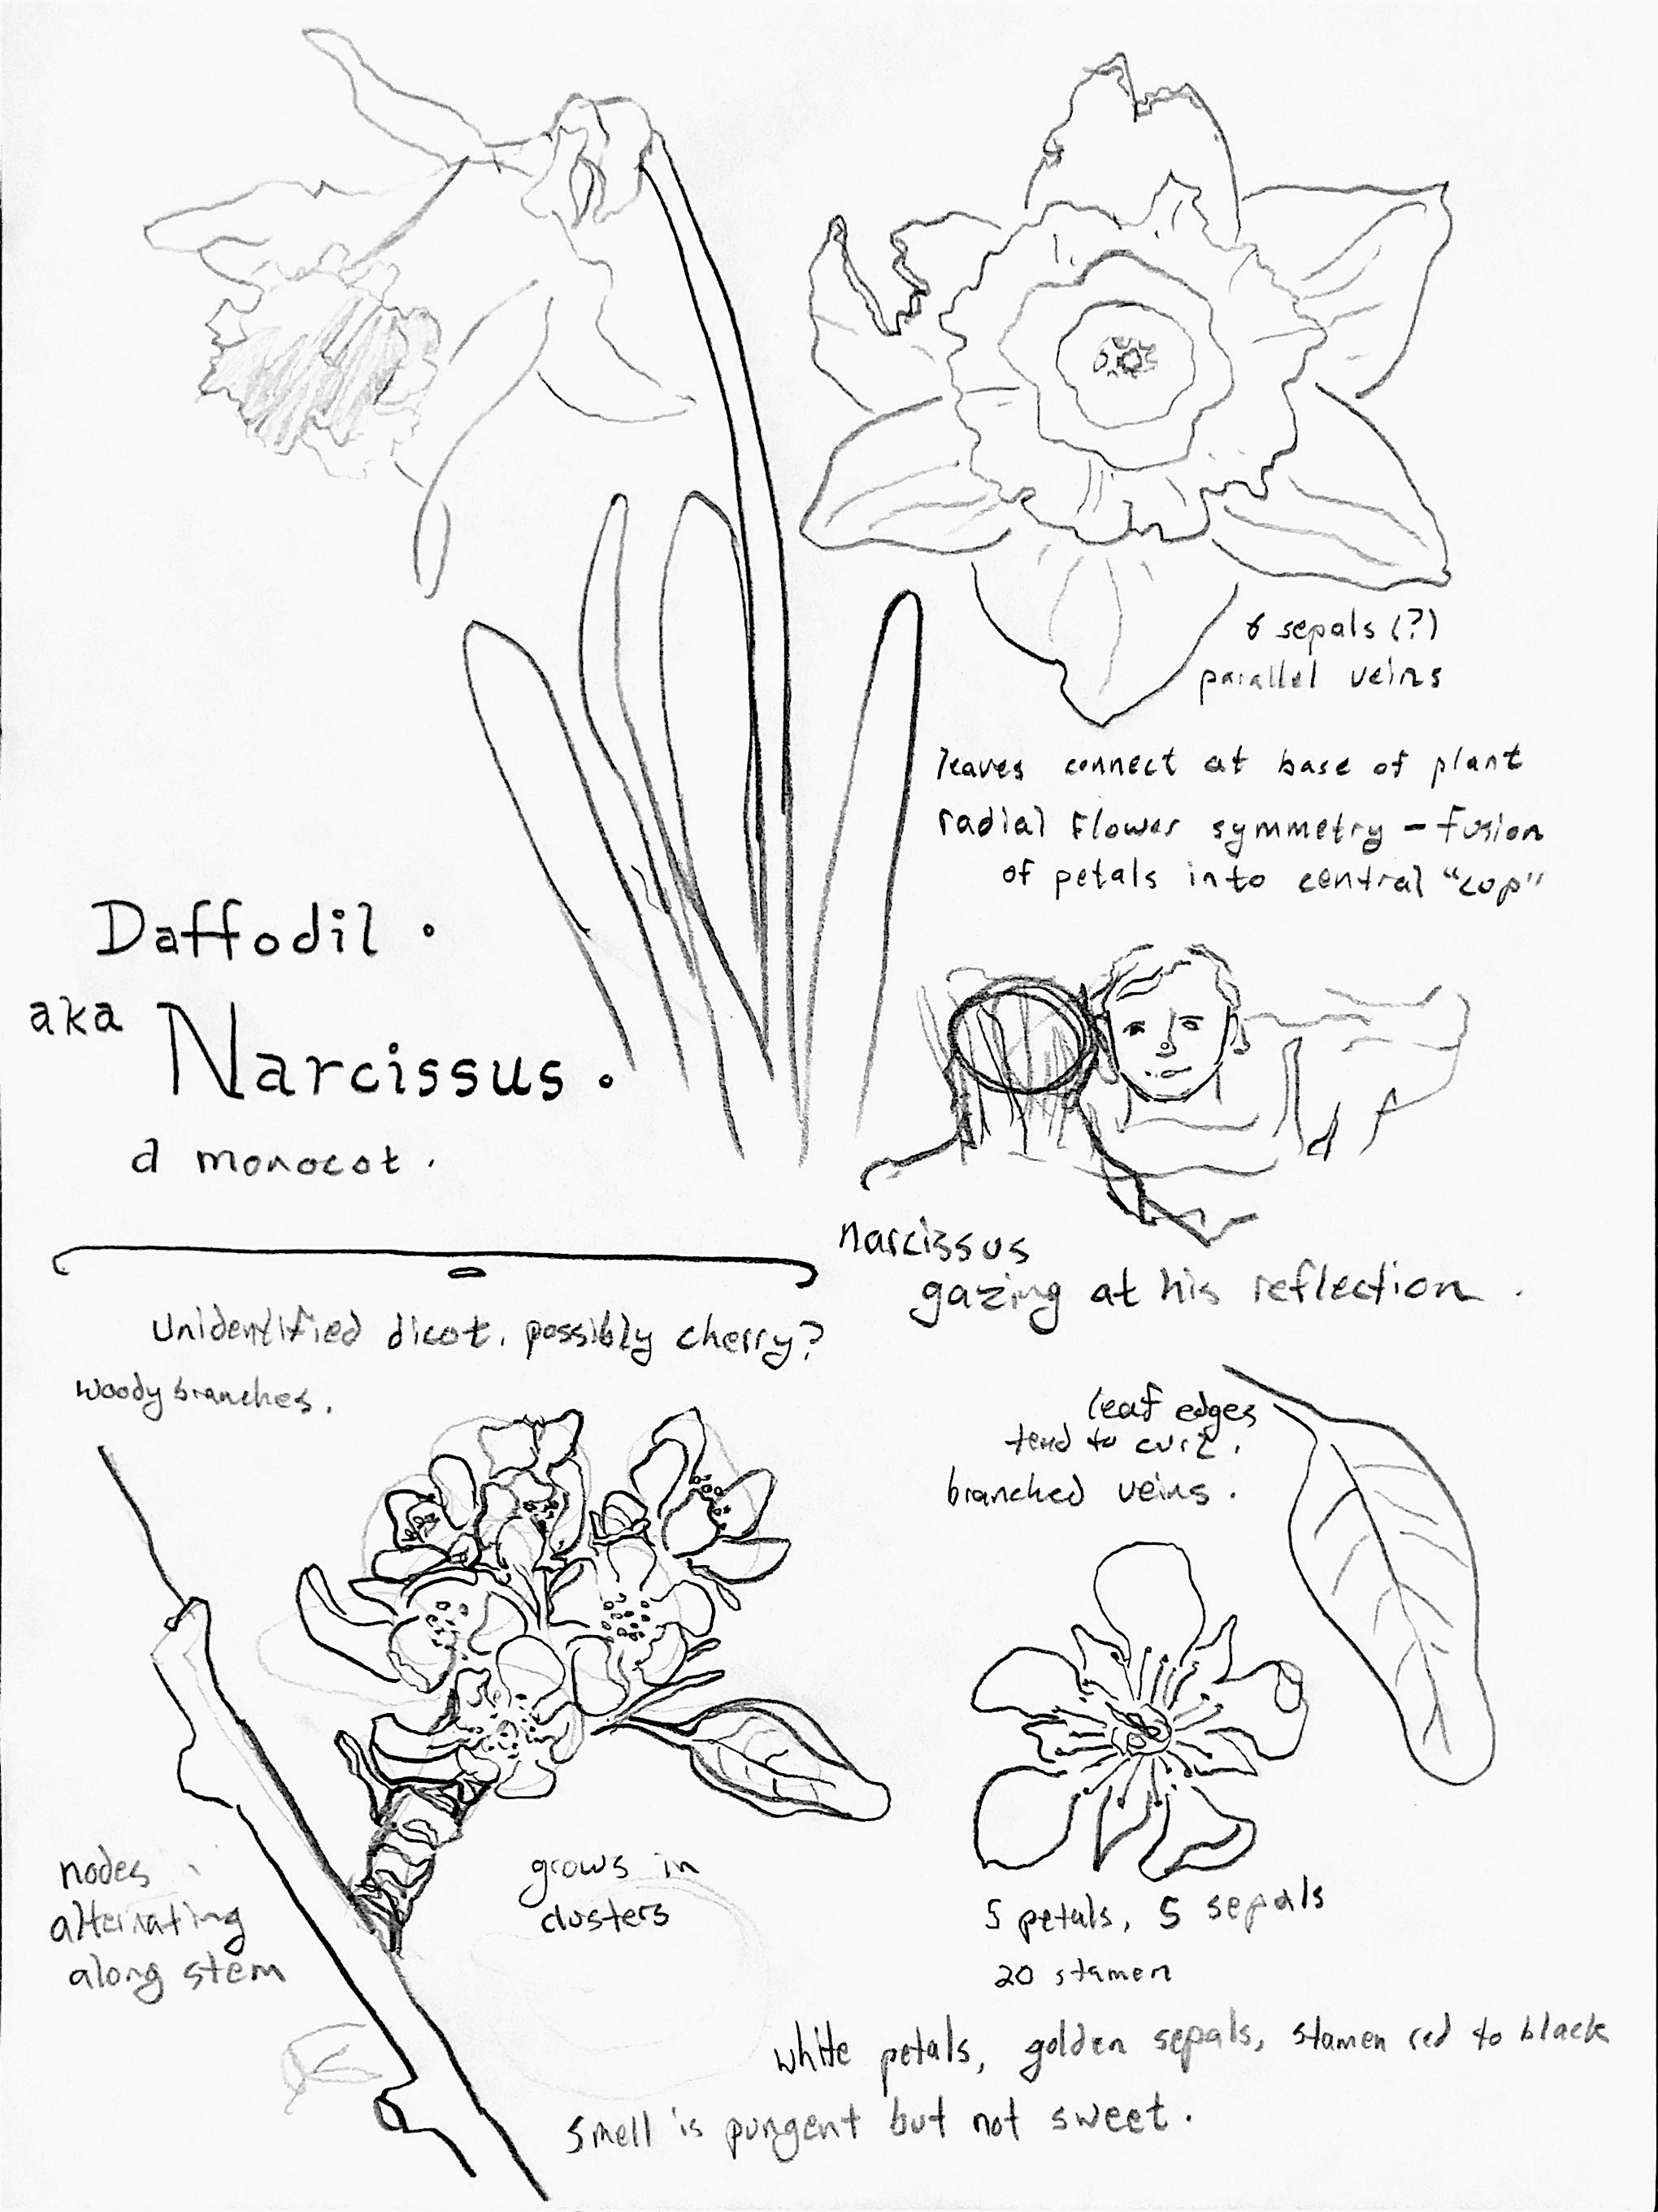 6 sepals (?)
parallel veins
leaves connect at base of plant
radial flower symmetry – fusion
of petals into central "cup"
Daffodil .
aka
Narcissus .
a monocot .
narcissus
gazing at his reflection .
Unidentified dicot. possibly cherry?
woody branches.
leaf edges
tend to curl .
branched veins .
nodes
alternating
along stem
grows in
clusters
5 petals, 5 sepals
20 stamen
white petals, golden sepals, stamen red to black
smell is pungent but not sweet .